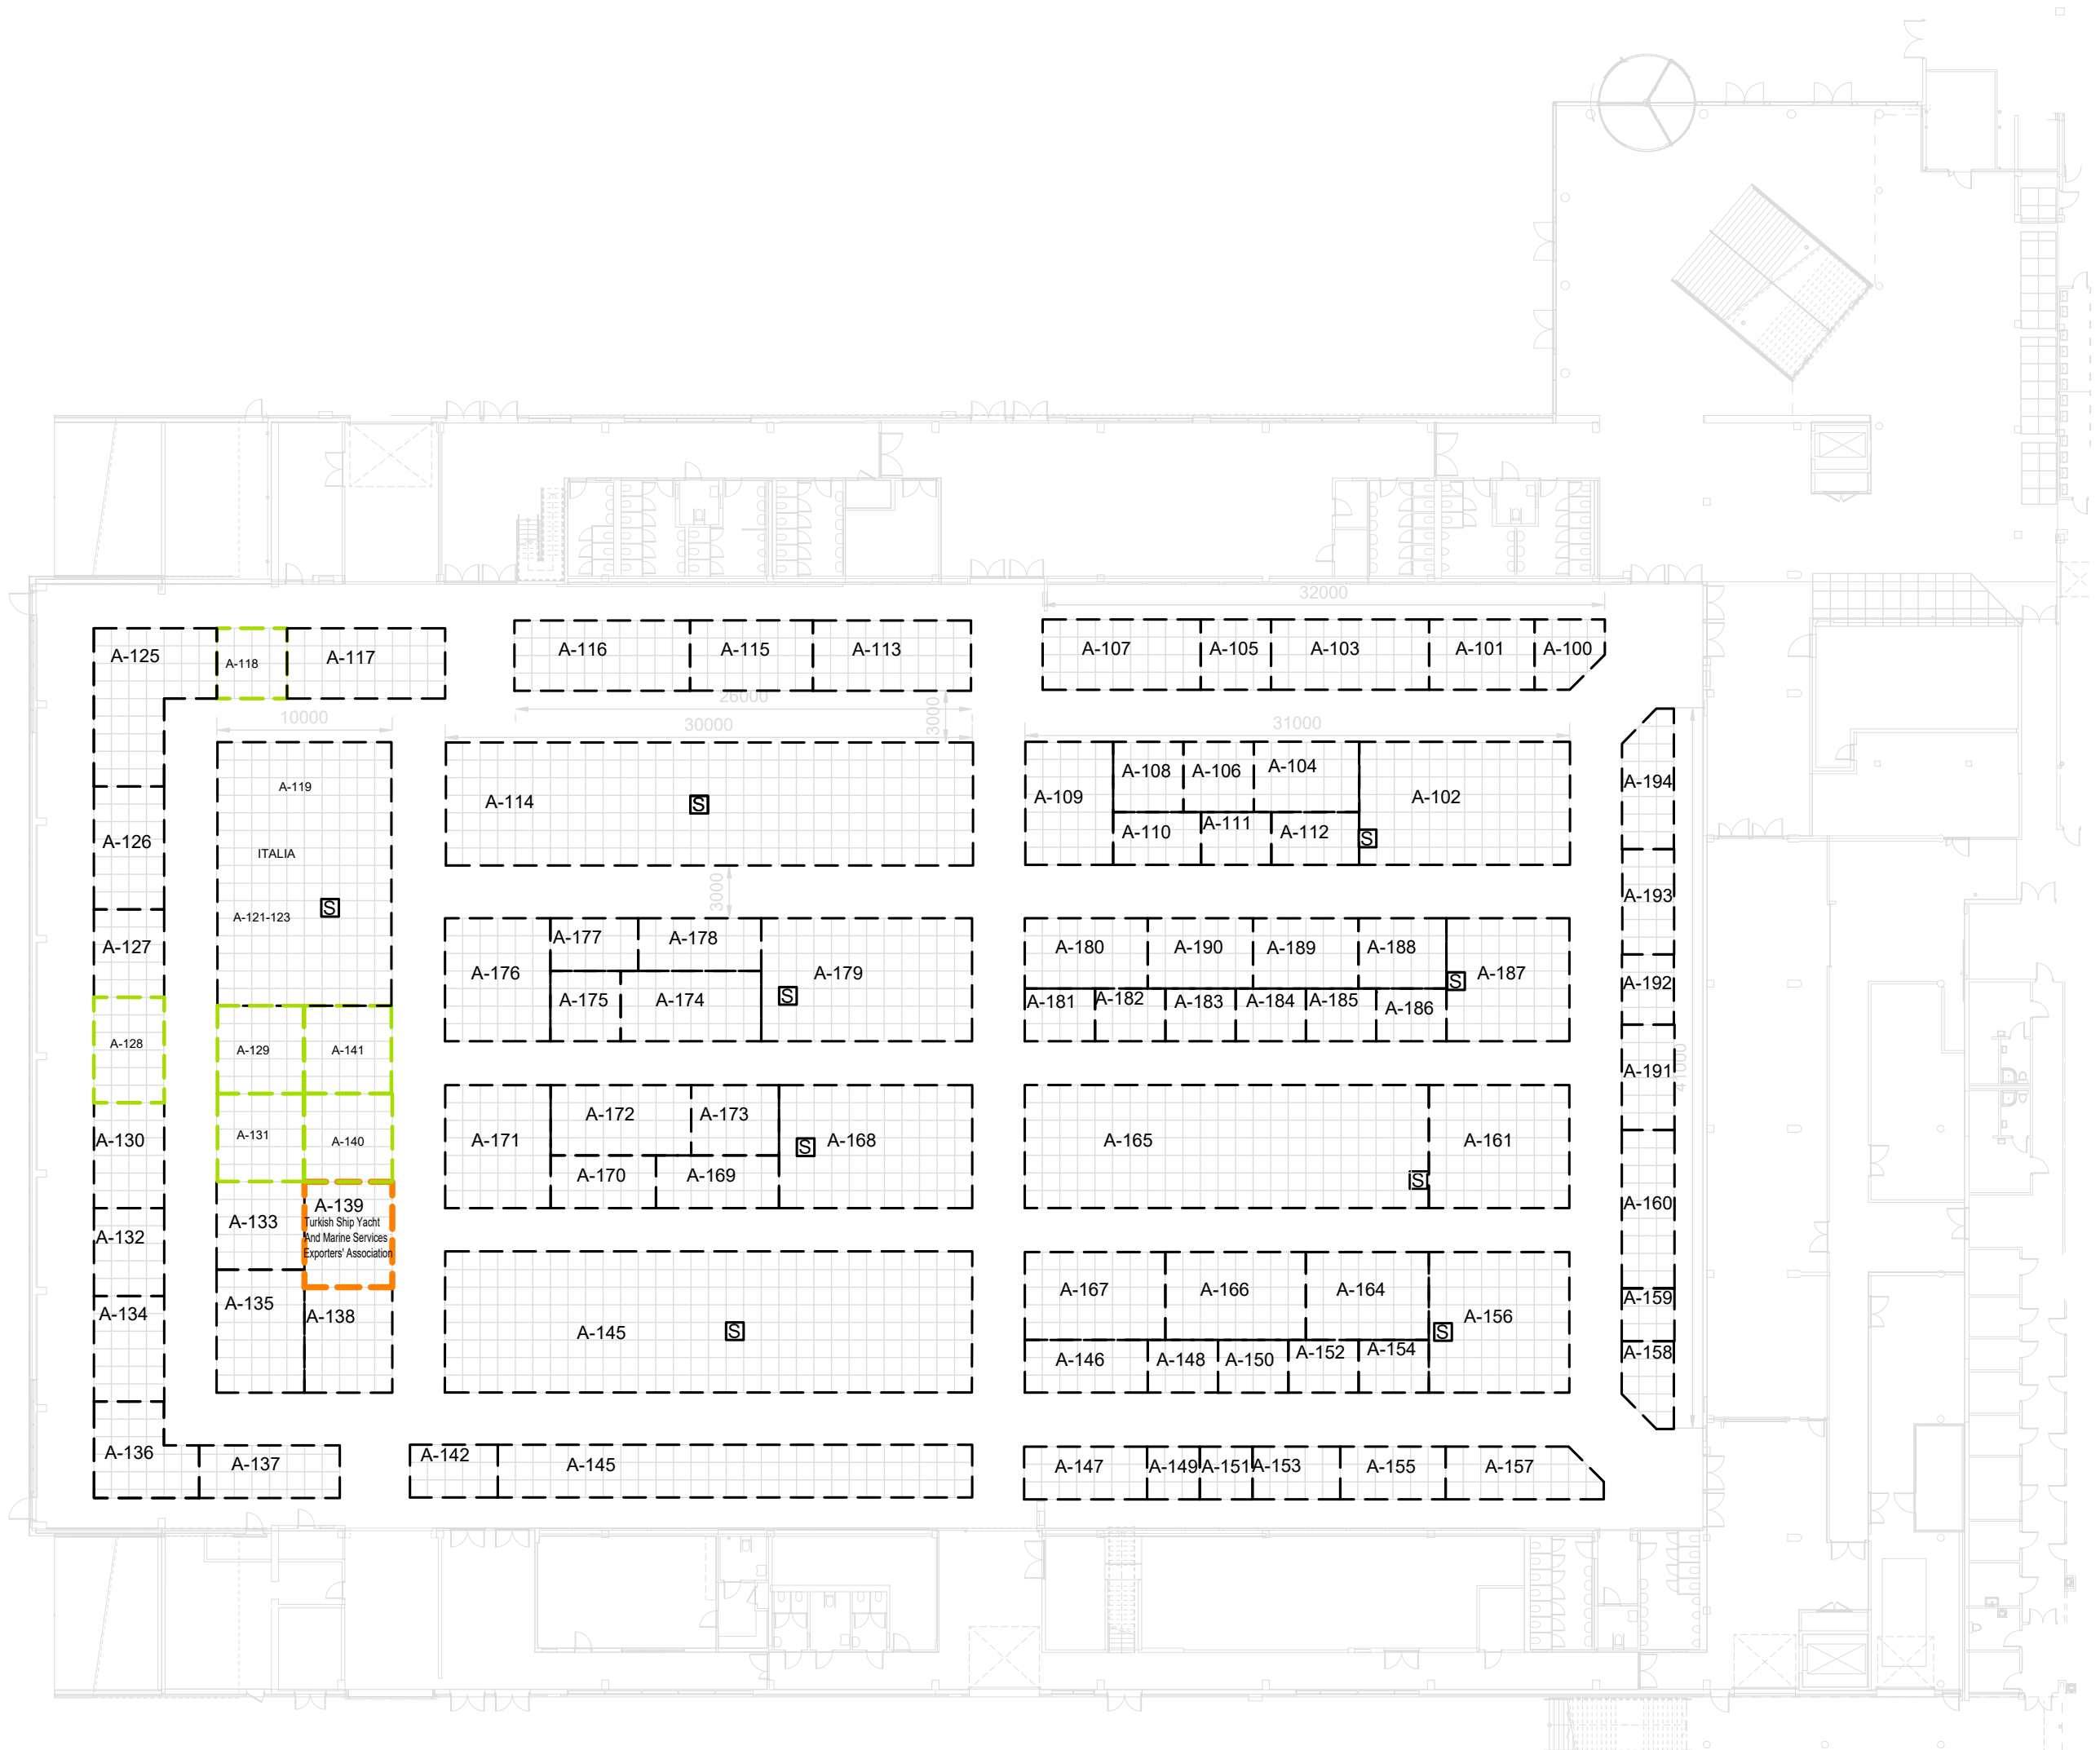 32000
A-125
A-118
A-117
A-116
A-115
A-113
A-107
A-105
A-103
A-101
A-100
26000
3000
10000
30000
31000
A-119
ITALIA
A-121-123
S
A-114
S
A-109
A-108
A-106
A-104
A-102
A-110
A-111
A-112
S
A-194
A-126
3000
A-193
A-127
A-176
A-177
A-178
A-175
A-174
A-179
S
A-180
A-190
A-189
A-188
A-187
S
A-181
A-182
A-183
A-184
A-185
A-186
A-192
A-128
A-129
A-141
A-191
41000
A-131
A-140
A-130
A-171
A-172
A-173
A-168
S
A-170
A-169
A-165
A-161
S
A-160
A-132
A-133
A-139
Turkish Ship Yacht
And Marine Services
Exporters' Association
A-134
A-135
A-138
A-145
S
A-167
A-166
A-164
A-156
S
A-146
A-148
A-150
A-152
A-154
A-159
A-158
A-136
A-137
A-142
A-145
A-147
A-149
A-151
A-153
A-155
A-157